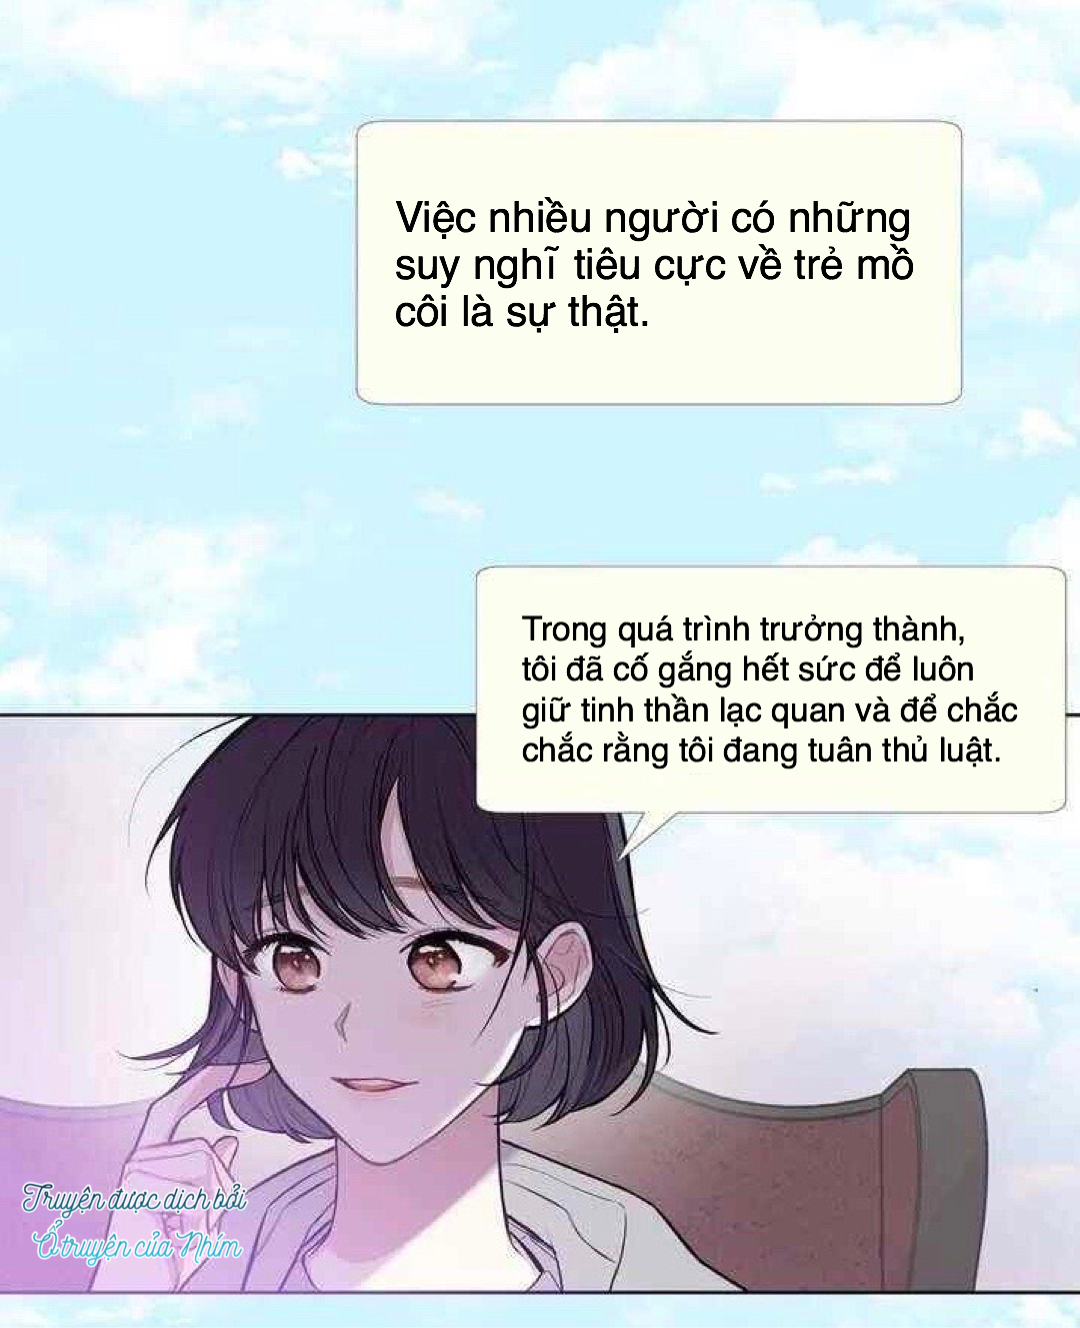 Việc nhiều người có những
suy nghĩ tiêu cực về trẻ mồ
côi là sự thật.
Trong quá trình trưởng thành,
tôi đã cố gắng hết sức để luôn
giữ tinh thần lạc quan và để chắc
chắc rằng tôi đang tuân thủ luật.
Truyện được dịch bởi
Ổ truyện của Nhím